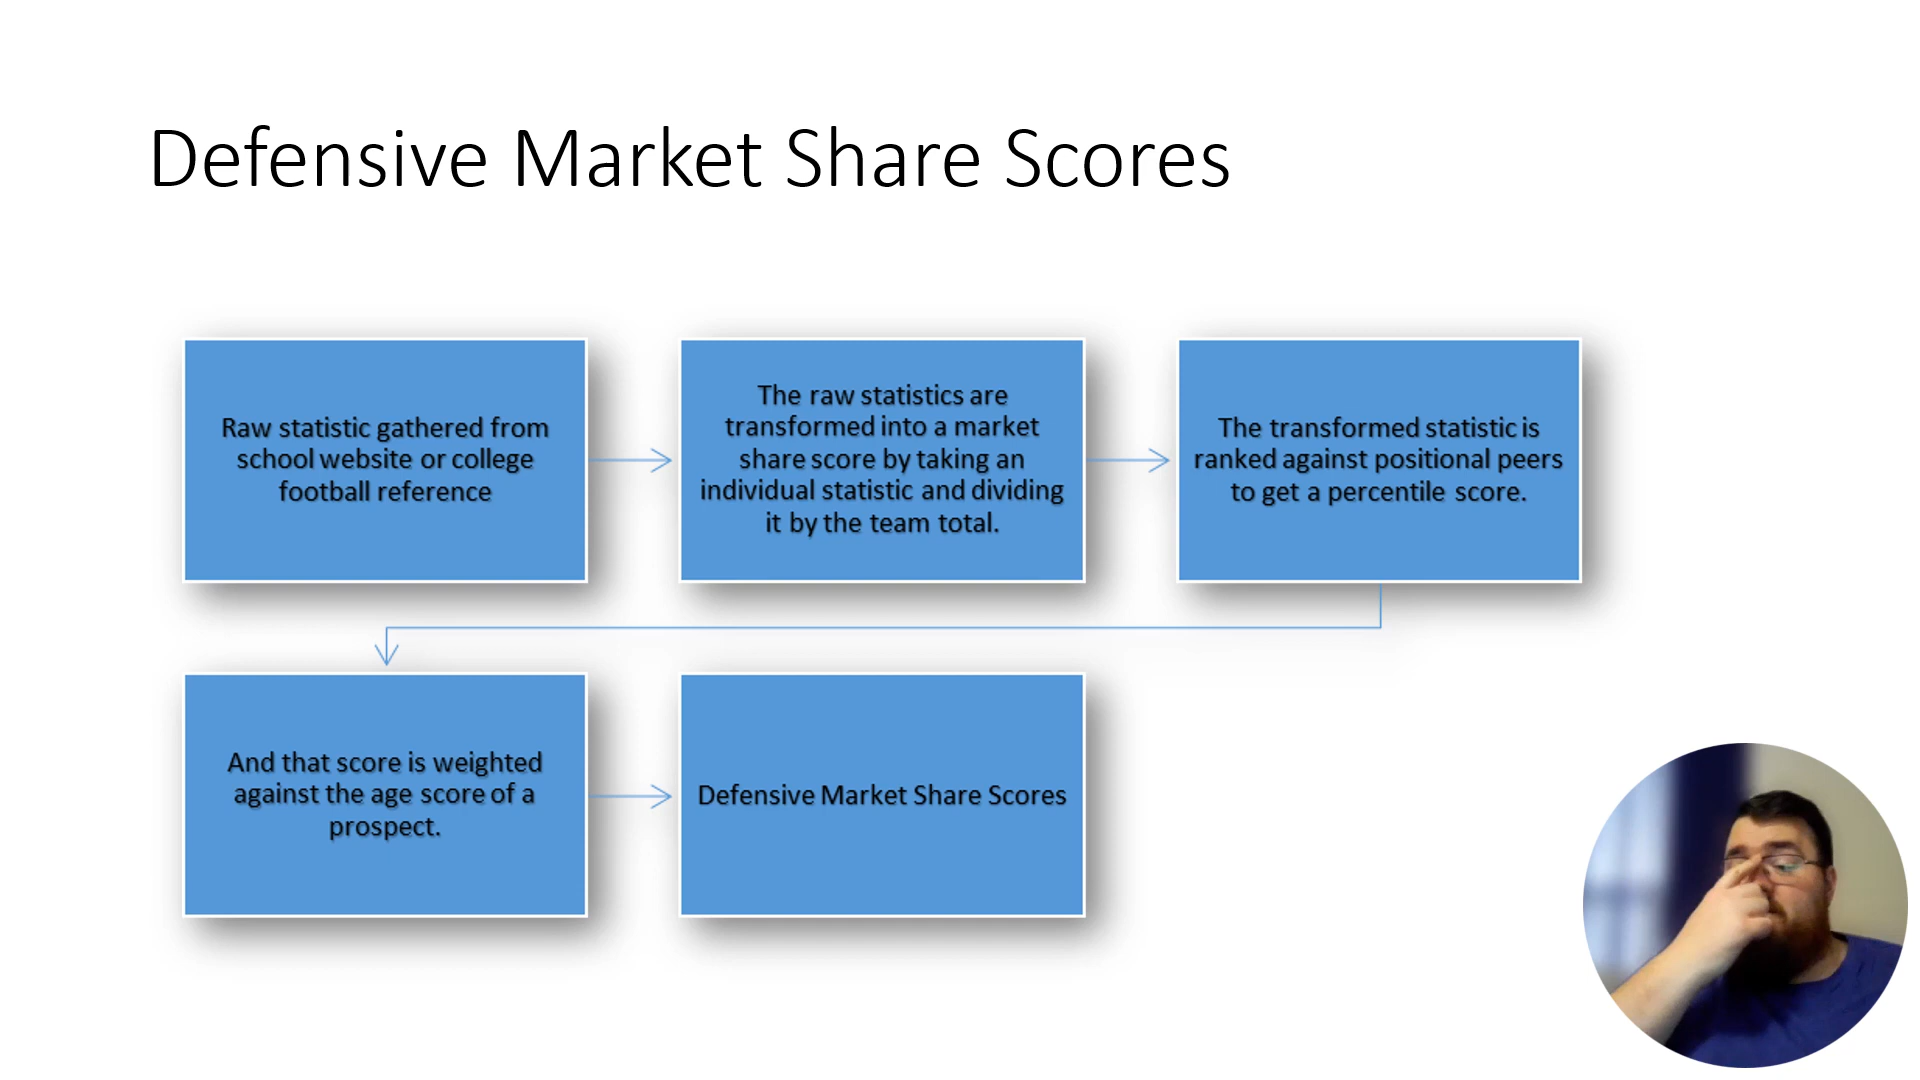 Defensive Market Share Scores
Raw statistic gathered from
school website or college
football reference
The raw statistics are
transformed into a market
share score by taking an
individual statistic and dividing
it by the team total.
The transformed statistic is
ranked against positional peers
to get a percentile score.
And that score is weighted
against the age score of a
prospect.
Defensive Market Share Scores